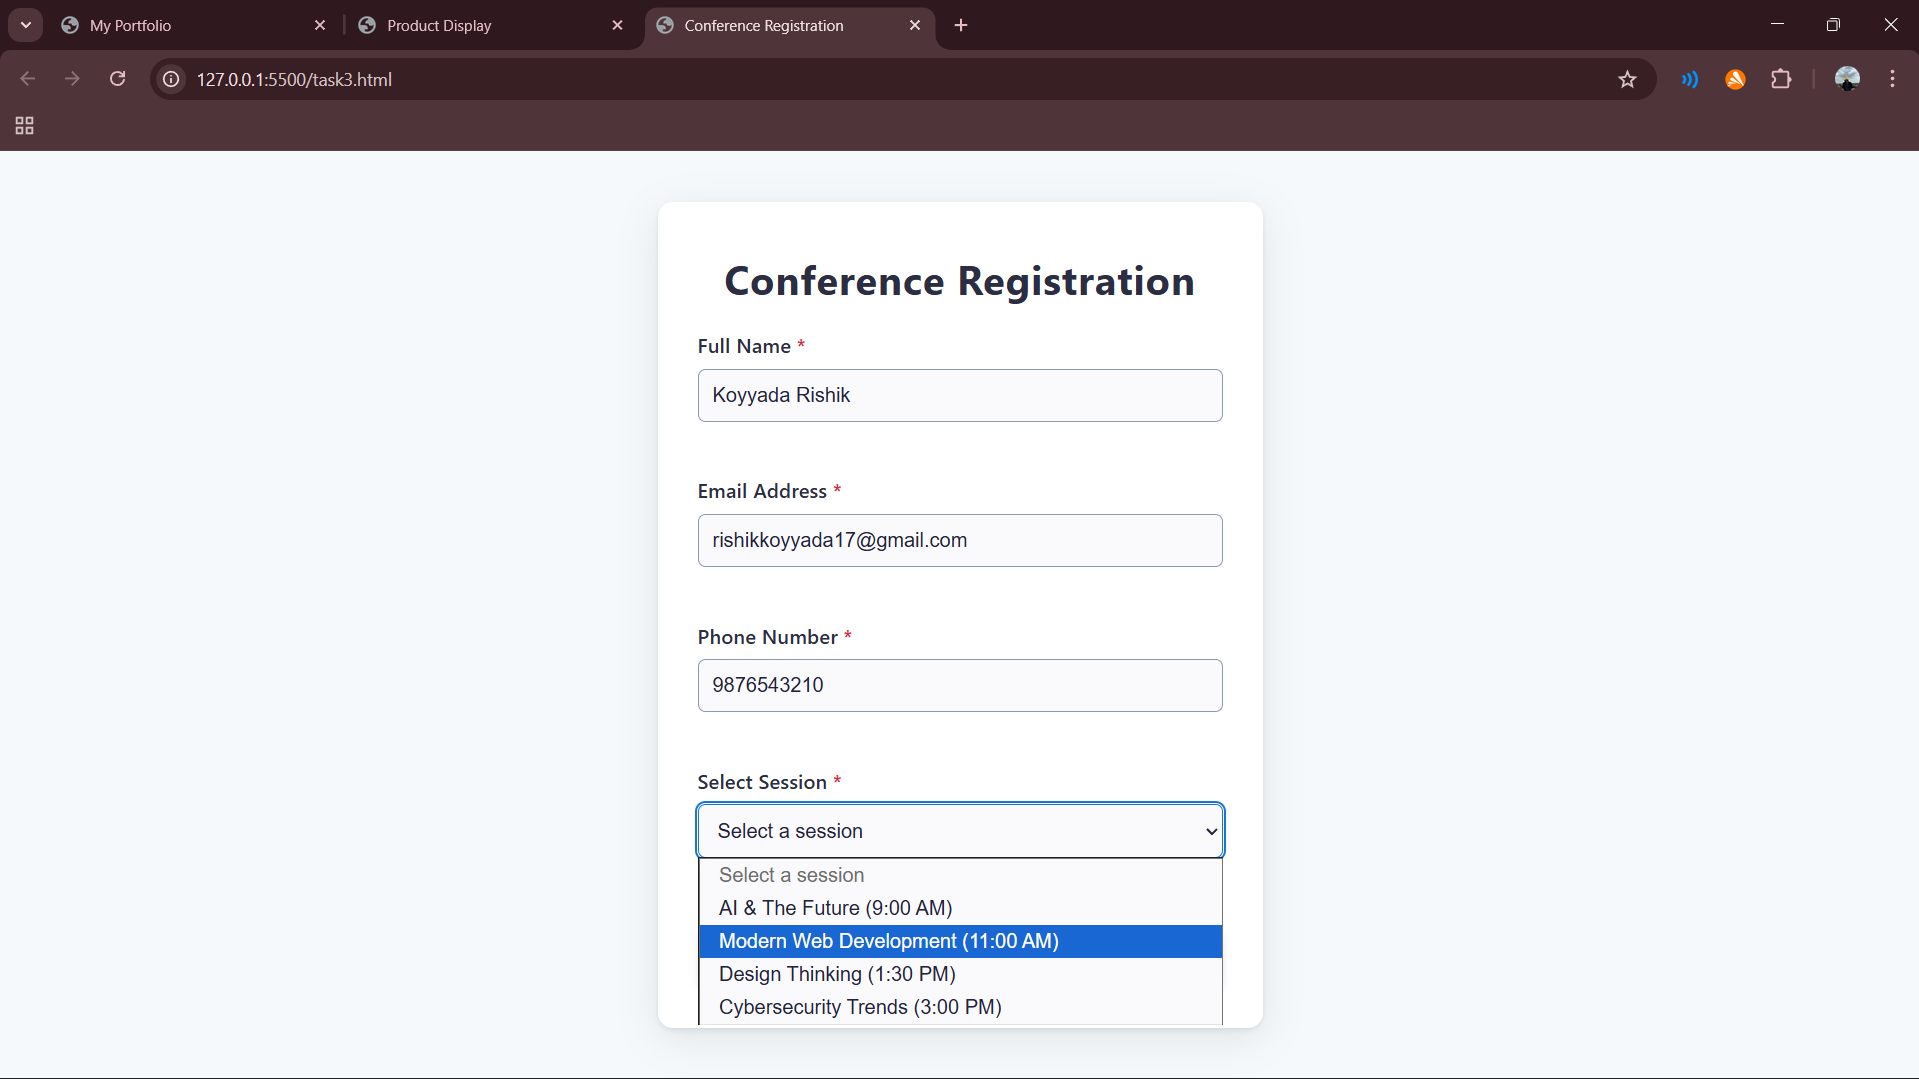 My Portfolio
Product Display
Conference Registration
127.0.0.1:5500/task3.html
Conference Registration
Full Name *
Koyyada Rishik
Email Address *
rishikkoyyada17@gmail.com
Phone Number *
9876543210
Select Session *
Select a session
Select a session
AI & The Future (9:00 AM)
Modern Web Development (11:00 AM)
Design Thinking (1:30 PM)
Cybersecurity Trends (3:00 PM)